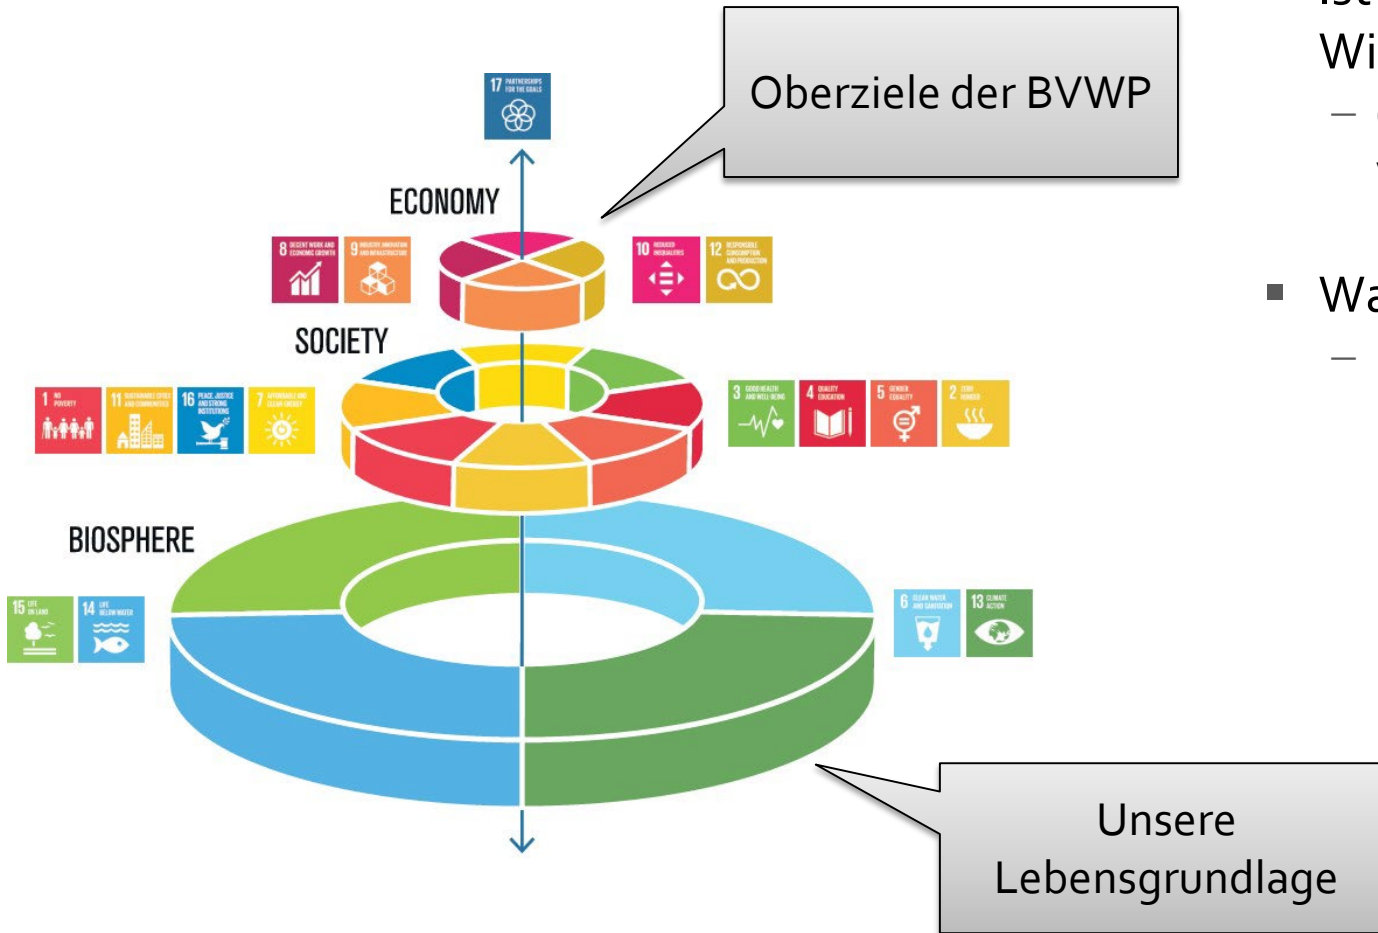 ist
Wi
Oberziele der BVWP
17 PARTNERSHIPS
FOR THE GOALS
ECONOMY
8 DECENT WORK AND
ECONOMIC GROWTH
9 INDUSTRY, INNOVATION
AND INFRASTRUCTURE
10 REDUCED
INEQUALITIES
12 RESPONSIBLE
CONSUMPTION
AND PRODUCTION
Wa
SOCIETY
1 NO
POVERTY
11 SUSTAINABLE CITIES
AND COMMUNITIES
16 PEACE, JUSTICE
AND STRONG
INSTITUTIONS
7 AFFORDABLE AND
CLEAN ENERGY
3 GOOD HEALTH
AND WELL-BEING
4 QUALITY
EDUCATION
5 GENDER
EQUALITY
2 ZERO
HUNGER
BIOSPHERE
15 LIFE
ON LAND
14 LIFE
BELOW WATER
6 CLEAN WATER
AND SANITATION
13 CLIMATE
ACTION
Unsere
Lebensgrundlage